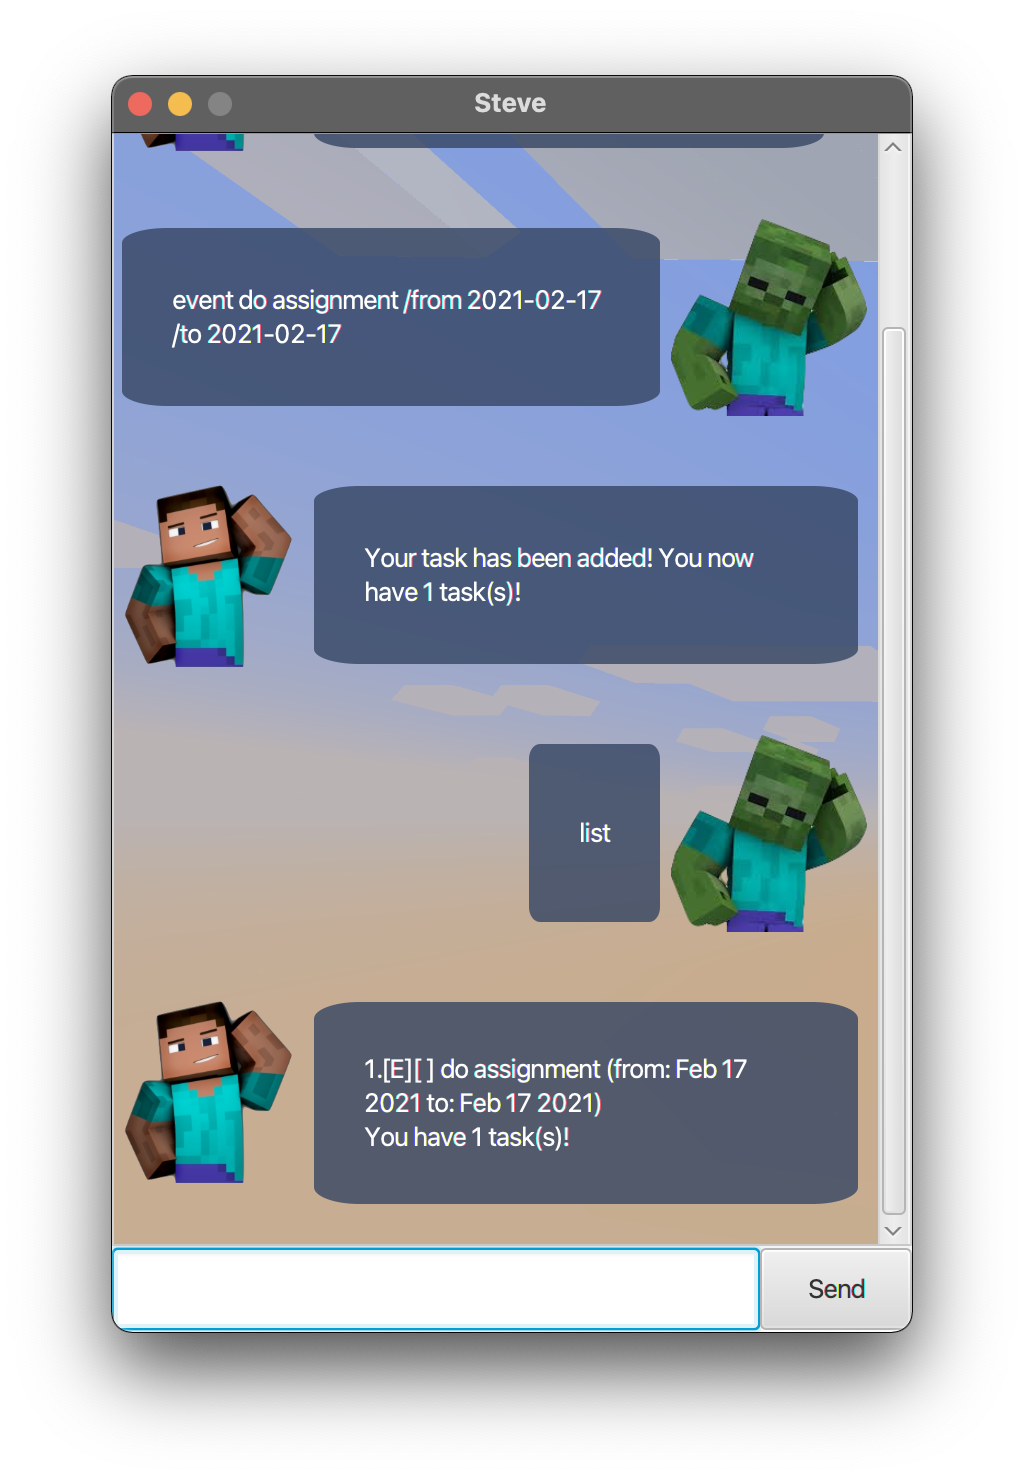 Steve
event do assignment /from 2021-02-17
/to 2021-02-17
Your task has been added! You now
have 1 task(s)!
list
1.[E][ ] do assignment (from: Feb 17
2021 to: Feb 17 2021)
You have 1 task(s)!
Send